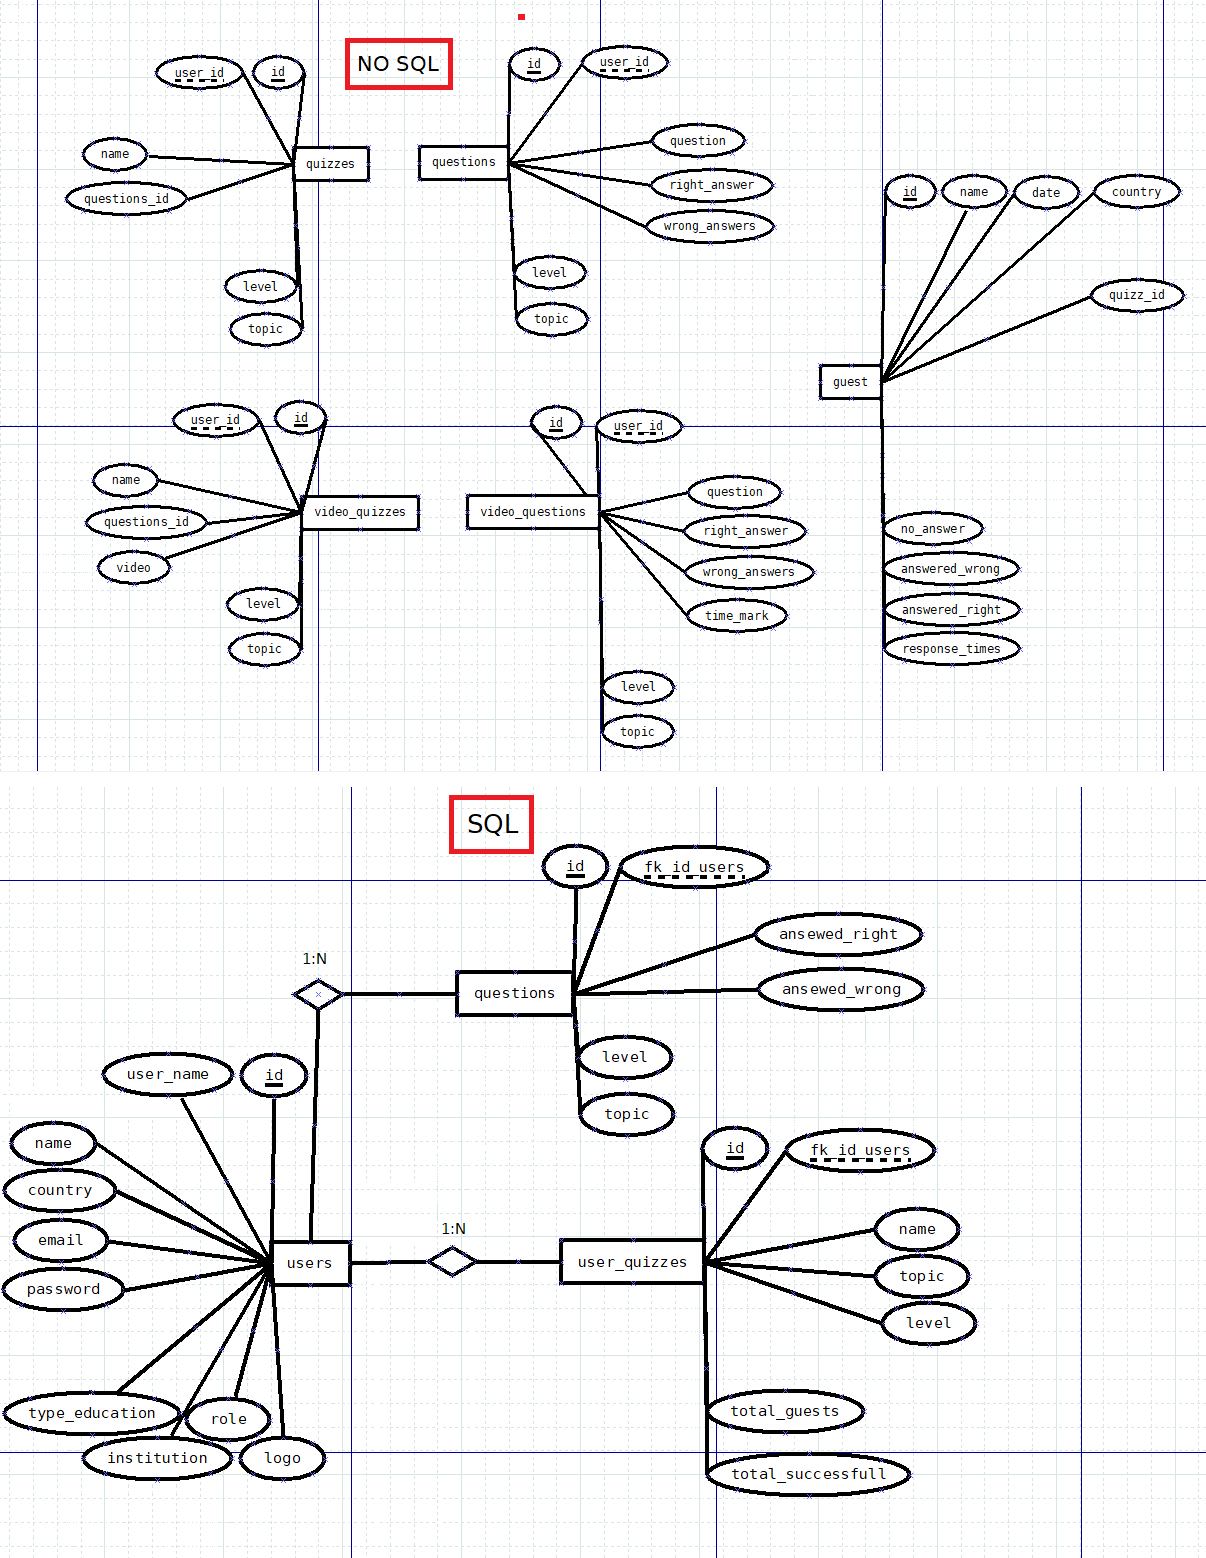 NO SQL
user_id
id
name
questions_id
quizzes
level
topic
id
user_id
questions
question
right_answer
wrong_answers
level
topic
id
name
date
country
quizz_id
guest
no_answer
answered_wrong
answered_right
response_times
user_id
id
name
questions_id
video
video_quizzes
level
topic
id
user_id
video_questions
question
right_answer
wrong_answers
time_mark
level
topic
SQL
id
fk_id_users
ansewed_right
ansewed_wrong
questions
level
topic
1:N
user_name
id
name
country
email
password
users
type_education
role
institution
logo
1:N
id
fk_id_users
user_quizzes
name
topic
level
total_guests
total_successfull